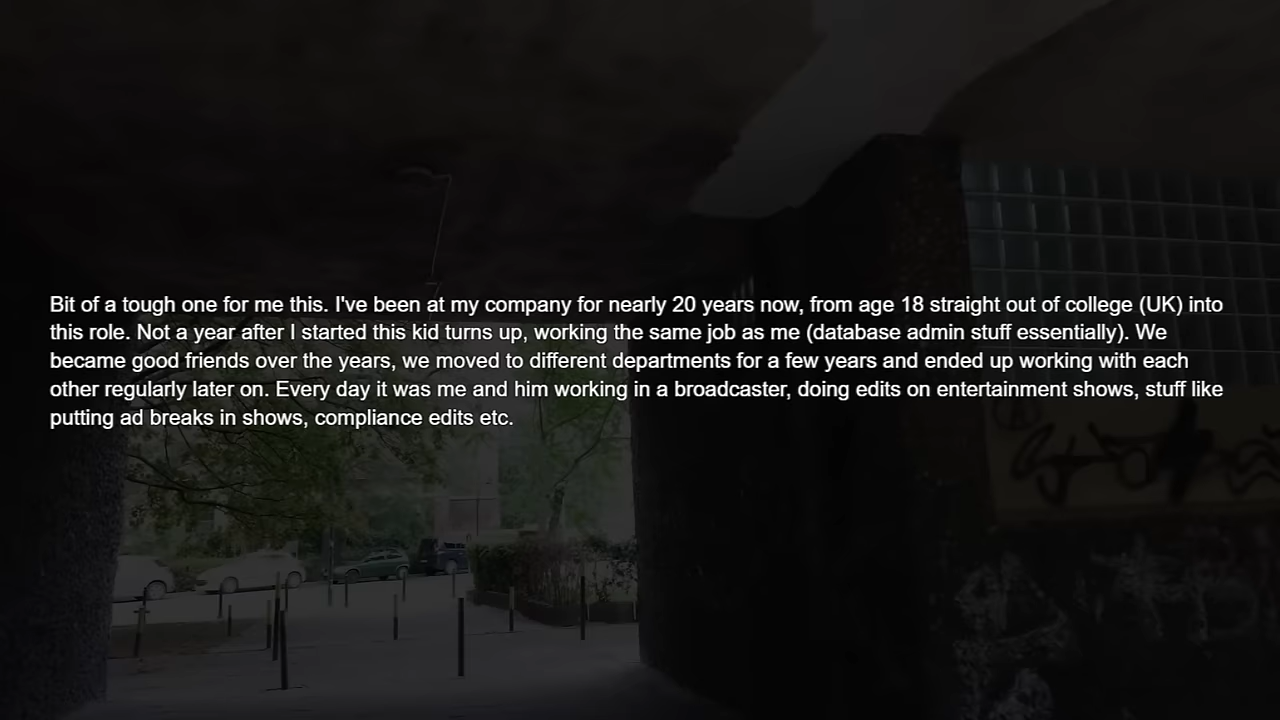 Bit of a tough one for me this. I've been at my company for nearly 20 years now, from age 18 straight out of college (UK) into
this role. Not a year after I started this kid turns up, working the same job as me (database admin stuff essentially). We
became good friends over the years, we moved to different departments for a few years and ended up working with each
other regularly later on. Every day it was me and him working in a broadcaster, doing edits on entertainment shows, stuff like
putting ad breaks in shows, compliance edits etc.